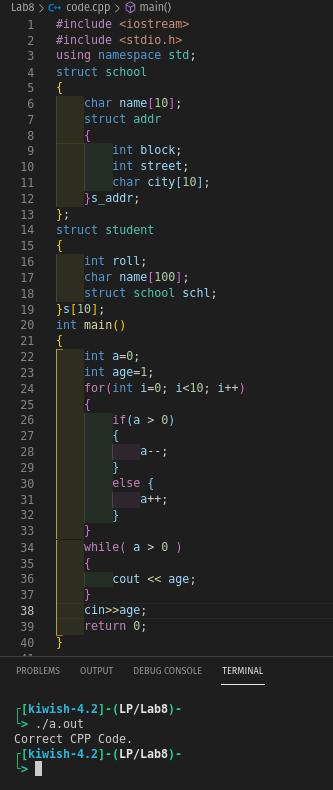 Lab8 > code.cpp > main()
1 #include <iostream>
2 #include <stdio.h>
3 using namespace std;
4 struct school
5 {
6 char name[10];
7 struct addr
8 {
9 int block;
10 int street;
11 char city[10];
12 }s_addr;
13 };
14 struct student
15 {
16 int roll;
17 char name[100];
18 struct school schl;
19 }s[10];
20 int main()
21 {
22 int a=0;
23 int age=1;
24 for(int i=0; i<10; i++)
25 {
26 if(a > 0)
27 {
28 a--;
29 }
30 else {
31 a++;
32 }
33 }
34 while( a > 0 )
35 {
36 cout << age;
37 }
38 cin>>age;
39 return 0;
40 }
PROBLEMS OUTPUT DEBUG CONSOLE TERMINAL
┌[kiwish-4.2]-(LP/Lab8)-
└> ./a.out
Correct CPP Code.
┌[kiwish-4.2]-(LP/Lab8)-
└>